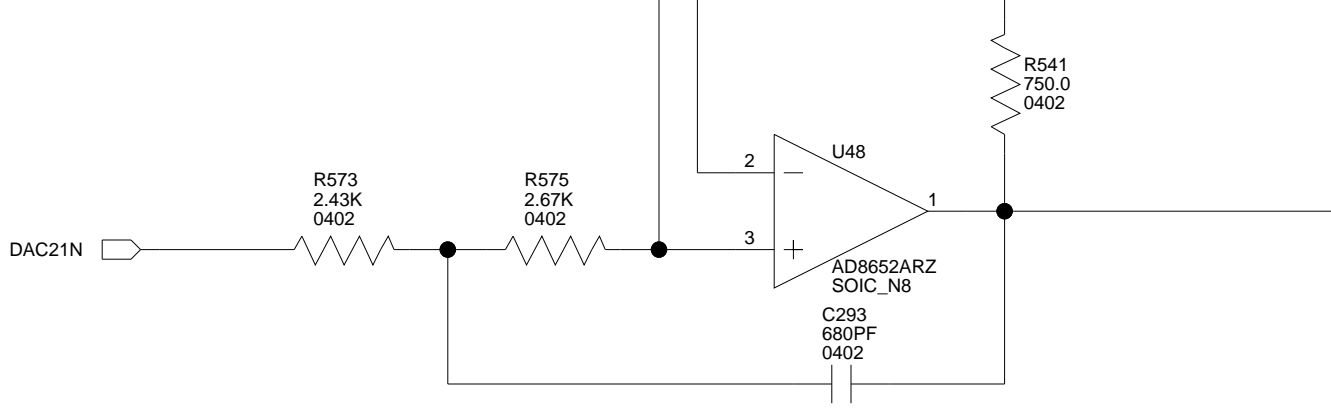 R541
750.0
0402
U48
2
1
R573
2.43K
0402
R575
2.67K
0402
3
DAC21N
AD8652ARZ
SOIC_N8
C293
680PF
0402